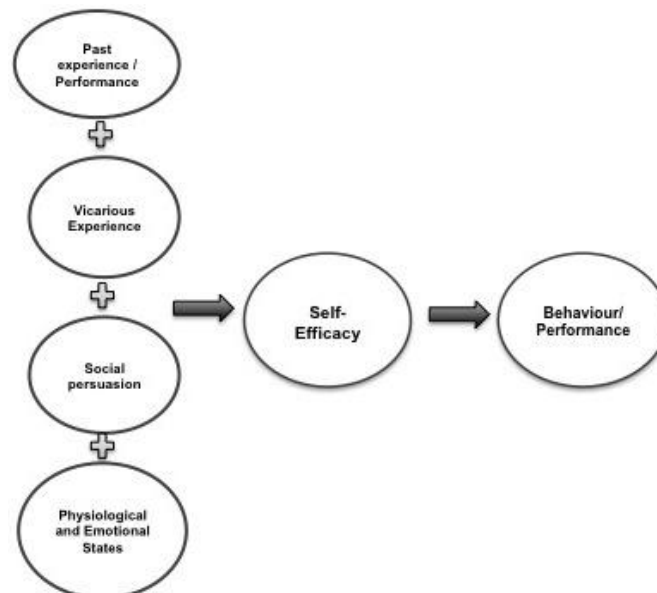 Past
experience /
Performance
Vicarious
Experience
Social
persuasion
Physiological
and Emotional
States
Self-
Efficacy
Behaviour/
Performance